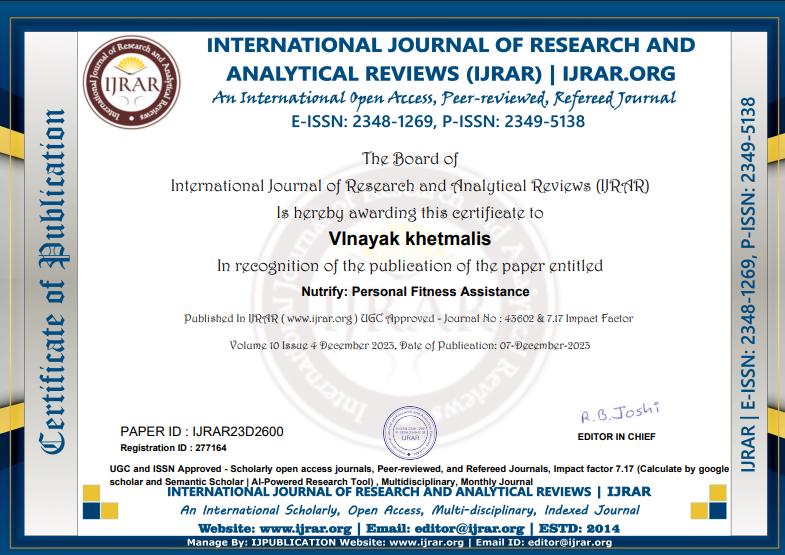 INTERNATIONAL JOURNAL OF RESEARCH AND
ANALYTICAL REVIEWS (IJRAR) | IJRAR.ORG
An International Open Access, Peer-reviewed, Refereed Journal
E-ISSN: 2348-1269, P-ISSN: 2349-5138
International Journal of Research and Analytical Reviews
IJRAR
Certificate of Publication
The Board of
International Journal of Research and Analytical Reviews (IJRAR)
Is hereby awarding this certificate to
VInayak khetmalis
In recognition of the publication of the paper entitled
Nutrify: Personal Fitness Assistance
Published In IJRAR ( www.ijrar.org ) UGC Approved - Journal No : 43602 & 7.17 Impact Factor
Volume 10 Issue 4 December 2023, Date of Publication: 07-December-2023
IJRAR | E-ISSN: 2348-1269, P-ISSN: 2349-5138
PAPER ID : IJRAR23D2600
Registration ID : 277164
IJRAR
R.B.Joshi
EDITOR IN CHIEF
UGC and ISSN Approved - Scholarly open access journals, Peer-reviewed, and Refereed Journals, Impact factor 7.17 (Calculate by google
scholar and Semantic Scholar | AI-Powered Research Tool) , Multidisciplinary, Monthly Journal
INTERNATIONAL JOURNAL OF RESEARCH AND ANALYTICAL REVIEWS | IJRAR
An International Scholarly, Open Access, Multi-disciplinary, Indexed Journal
Website: www.ijrar.org | Email: editor@ijrar.org | ESTD: 2014
Manage By: IJPUBLICATION Website: www.ijrar.org | Email ID: editor@ijrar.org